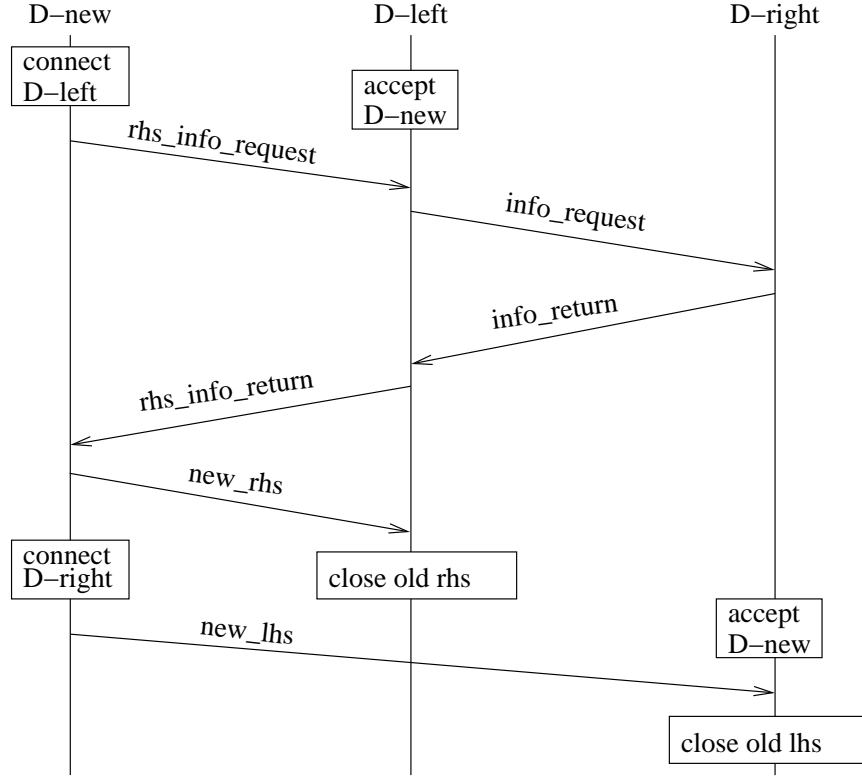 D−new
D−left
D−right
connect
D−left
accept
D−new
rhs_info_request
info_request
info_return
rhs_info_return
new_rhs
connect
D−right
close old rhs
accept
D−new
new_lhs
close old lhs